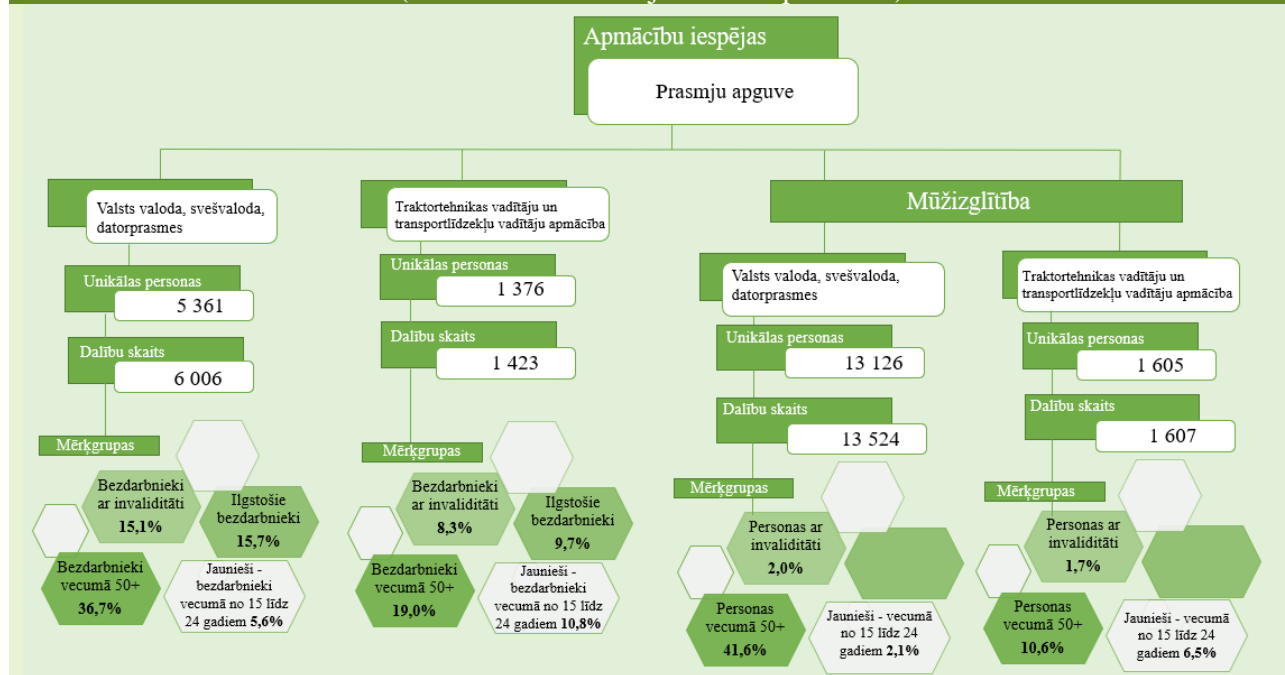 Apmācību iespējas
Prasmju apguve
Valsts valoda, svešvaloda,
datorprasmes
Unikālas personas
5 361
Dalību skaits
6 006
Mērķgrupas
Bezdarbnieki
ar invaliditāti
15,1%
Ilgstošie
bezdarbnieki
15,7%
Bezdarbnieki
vecumā 50+
36,7%
Jaunieši -
bezdarbnieki
vecumā no 15 līdz
24 gadiem 5,6%
Traktortehnikas vadītāju un
transportlīdzekļu vadītāju apmācība
Unikālas personas
1 376
Dalību skaits
1 423
Mērķgrupas
Bezdarbnieki
ar invaliditāti
8,3%
Ilgstošie
bezdarbnieki
9,7%
Bezdarbnieki
vecumā 50+
19,0%
Jaunieši -
bezdarbnieki
vecumā no 15 līdz
24 gadiem 10,8%
Mūžizglītība
Valsts valoda, svešvaloda,
datorprasmes
Unikālas personas
13 126
Dalību skaits
13 524
Mērķgrupas
Personas ar
invaliditāti
2,0%
Personas
vecumā 50+
41,6%
Jaunieši - vecumā
no 15 līdz 24
gadiem 2,1%
Traktortehnikas vadītāju un
transportlīdzekļu vadītāju apmācība
Unikālas personas
1 605
Dalību skaits
1 607
Mērķgrupas
Personas ar
invaliditāti
1,7%
Personas
vecumā 50+
10,6%
Jaunieši - vecumā
no 15 līdz 24
gadiem 6,5%